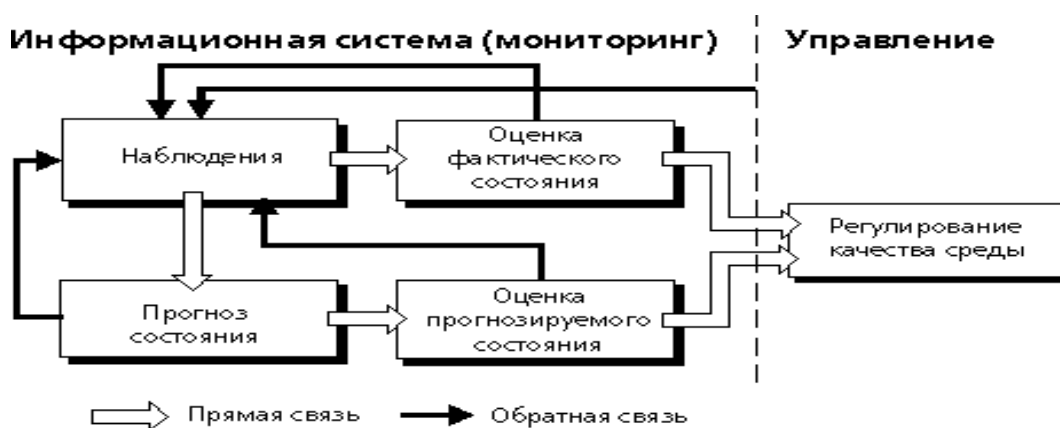 Информационная система (мониторинг)
Управление
Наблюдения
Оценка
фактического
состояния
Регулирование
качества среды
Прогноз
состояния
Оценка
прогнозируемого
состояния
Прямая связь
Обратная связь